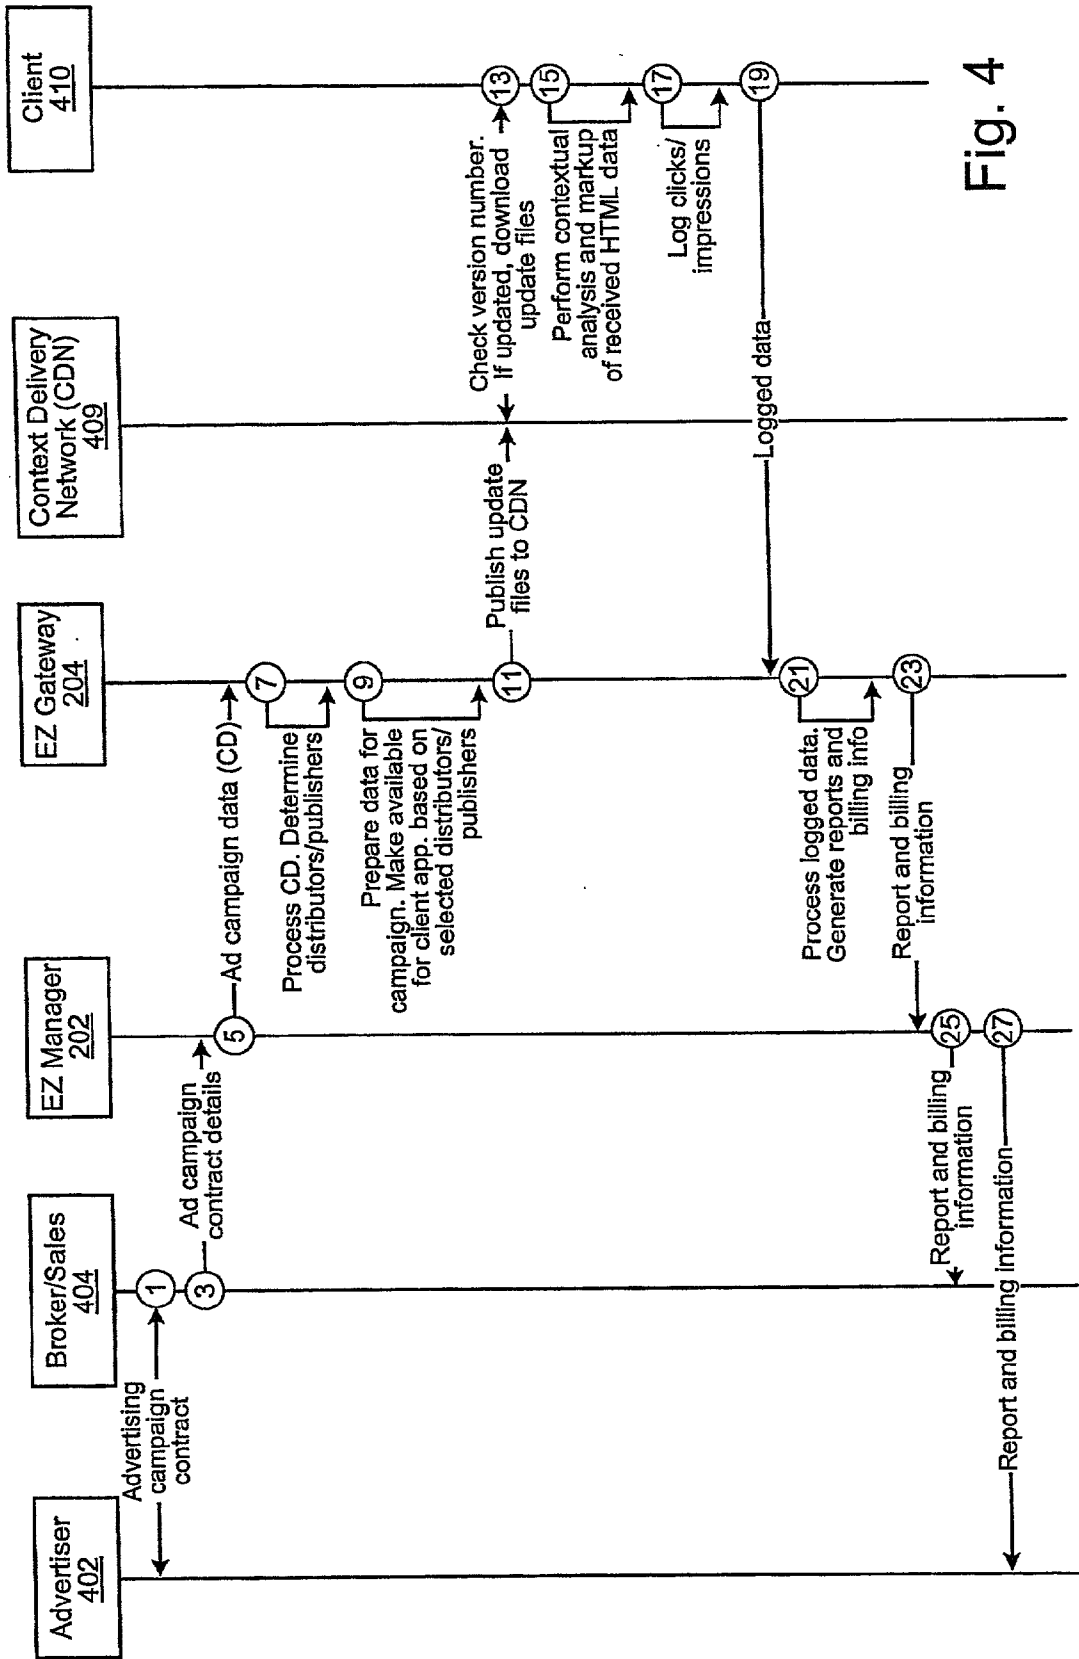 Advertiser
402
Broker/Sales
404
EZ Manager
202
EZ Gateway
204
Context Delivery
Network (CDN)
409
Client
410
Advertising
campaign
contract
1
3
Ad campaign
contract details
5
Ad campaign data (CD)
7
Process CD. Determine
distributors/publishers
9
Prepare data for
campaign. Make available
for client app. based on
selected distributors/
publishers
11
Publish update
files to CDN
Check version number.
If updated, download
update files
13
15
Perform contextual
analysis and markup
of received HTML data
17
Log clicks/
impressions
19
Logged data
21
Process logged data.
Generate reports and
billing info
23
Report and billing
information
25
Report and billing
information
27
Report and billing information
Fig. 4